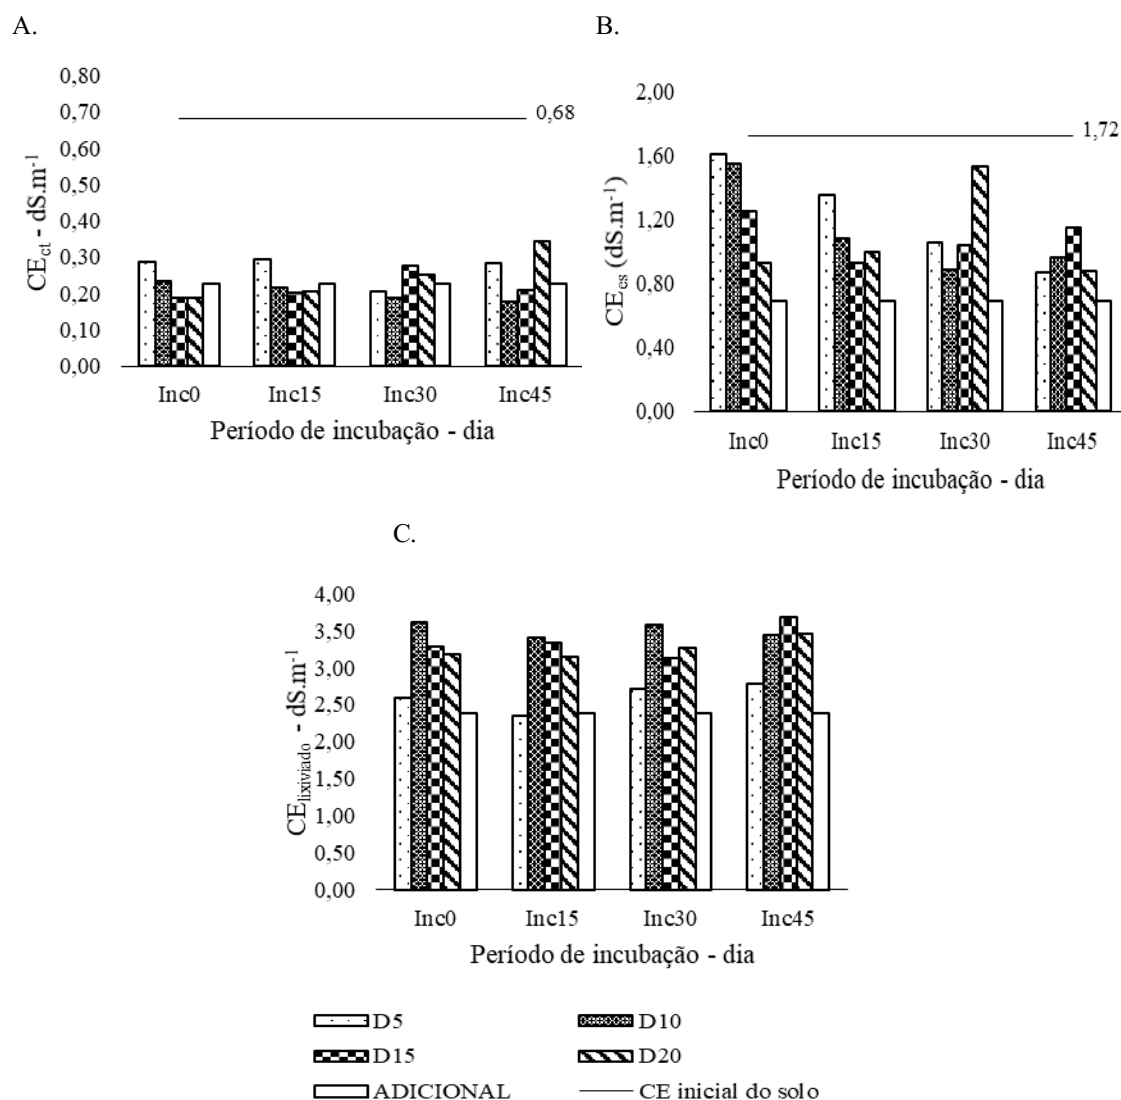 A.
0,80
0,70
0,60
0,50
0,40
0,30
0,20
0,10
0,00
CEct - dS.m-1
0,68
Inc0 Inc15 Inc30 Inc45
Período de incubação - dia
B.
2,00
1,60
1,20
0,80
0,40
0,00
CEes (dS.m-1)
1,72
Inc0 Inc15 Inc30 Inc45
Período de incubação - dia
C.
4,00
3,50
3,00
2,50
2,00
1,50
1,00
0,50
0,00
CElixiviado - dS.m-1
Inc0 Inc15 Inc30 Inc45
Período de incubação - dia
D5 D10
D15 D20
ADICIONAL CE inicial do solo